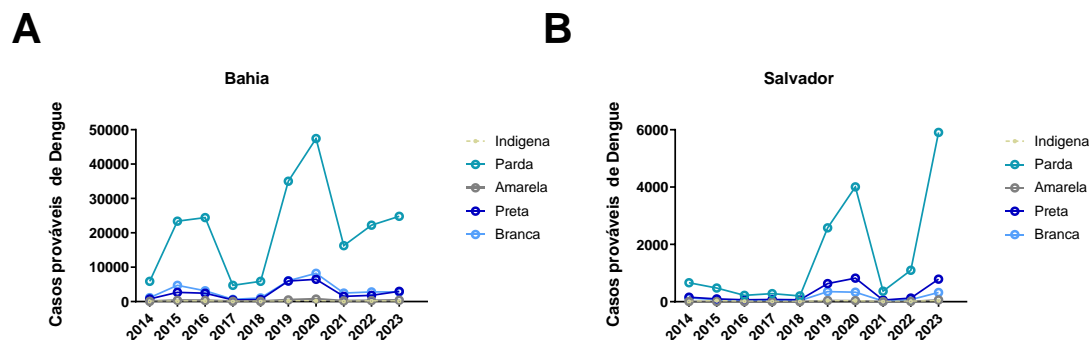 A
Bahia
Casos prováveis de Dengue
50000
40000
30000
20000
10000
0
2014
2015
2016
2017
2018
2019
2020
2021
2022
2023
Indigena
Parda
Amarela
Preta
Branca
B
Salvador
Casos prováveis de Dengue
6000
4000
2000
0
2014
2015
2016
2017
2018
2019
2020
2021
2022
2023
Indigena
Parda
Amarela
Preta
Branca